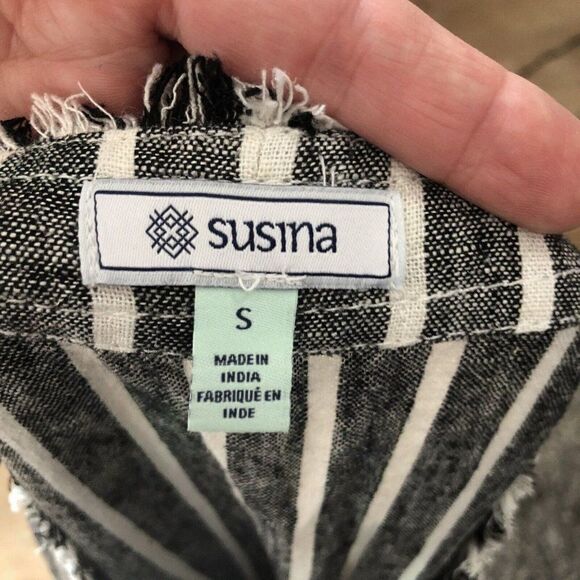 susina
S
MADE IN
INDIA
FABRIQUÉ EN
INDE